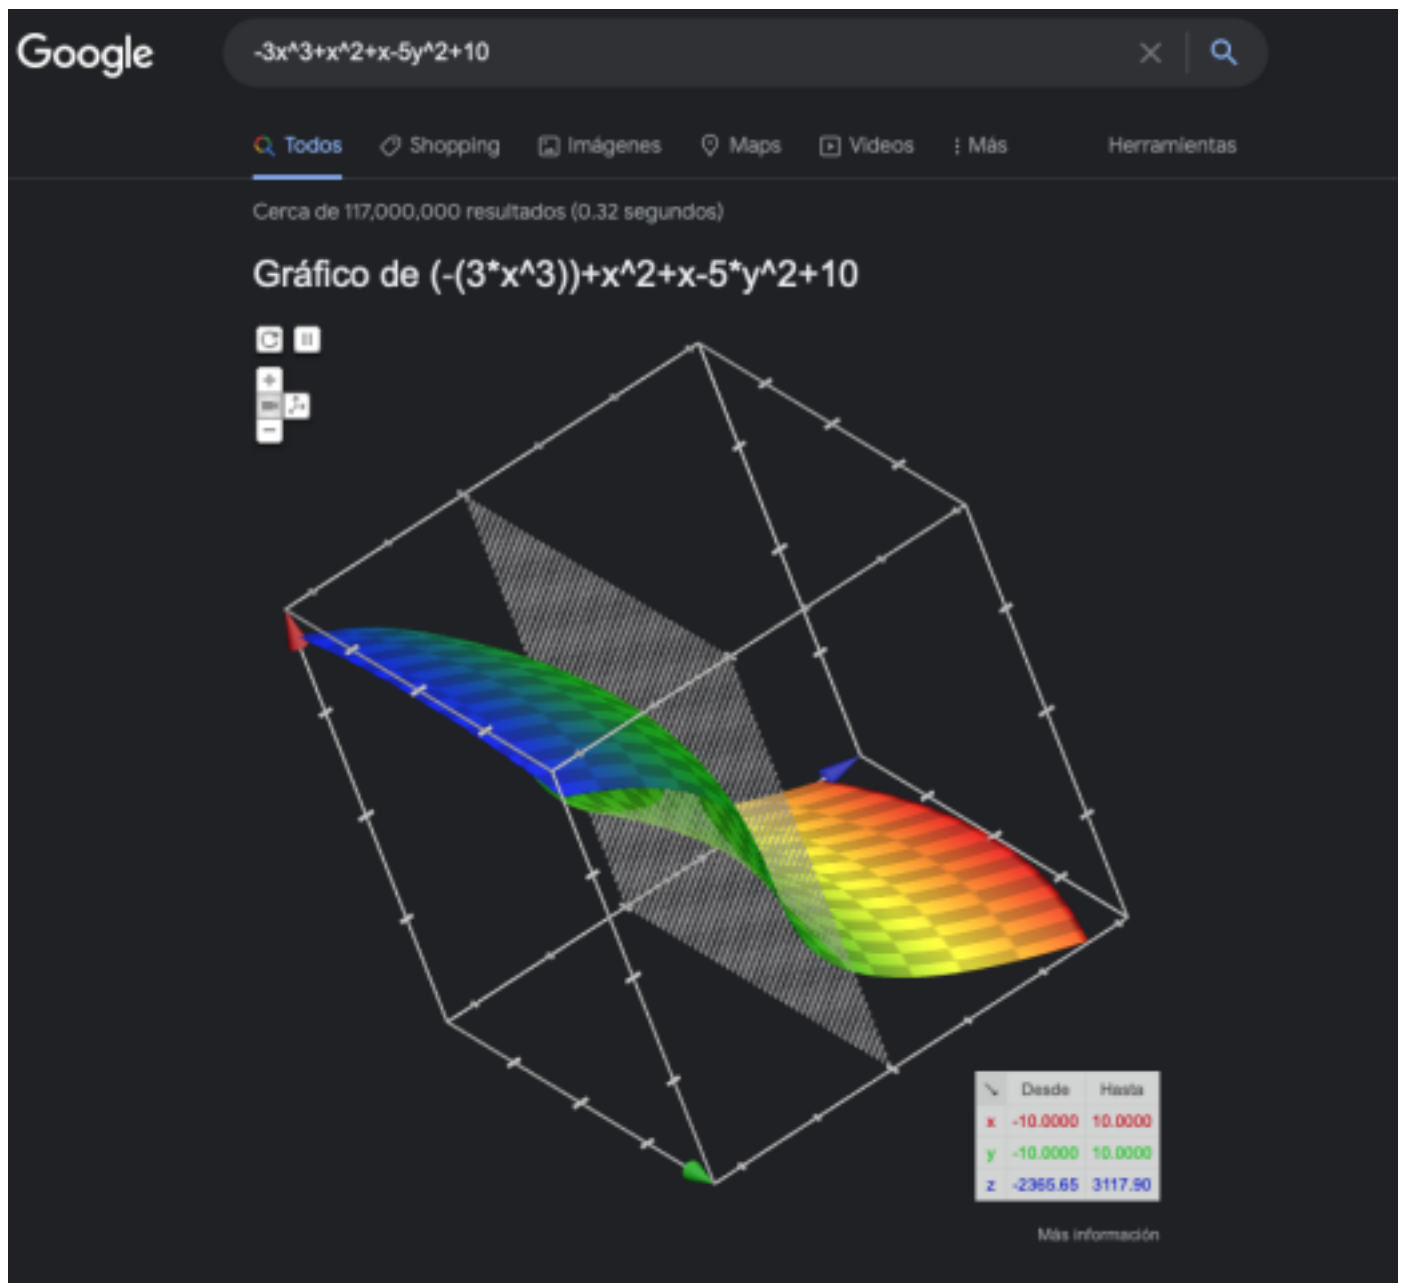 Google
-3x^3+x^2+x-5y^2+10
Todos Shopping Imágenes Maps Videos Más Herramientas
Cerca de 117,000,000 resultados (0.32 segundos)
Gráfico de (-(3*x^3))+x^2+x-5*y^2+10
Desde Hasta
x -10.0000 10.0000
y -10.0000 10.0000
z -2365.65 3117.90
Más información